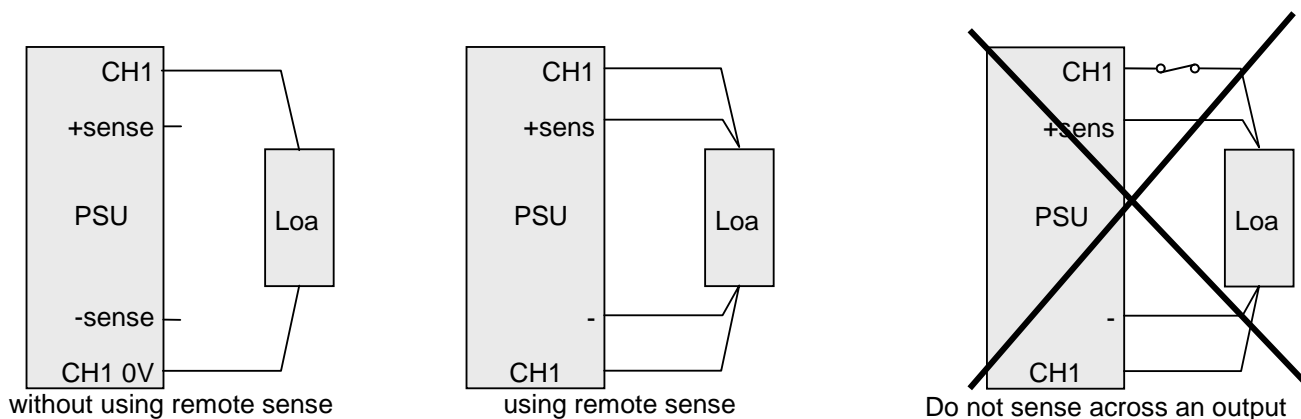 CH1
+sense
PSU
Loa
-sense
CH1 0V
without using remote sense
CH1
+sens
PSU
Loa
-
CH1
using remote sense
CH1
+sens
PSU
Loa
-
CH1
Do not sense across an output